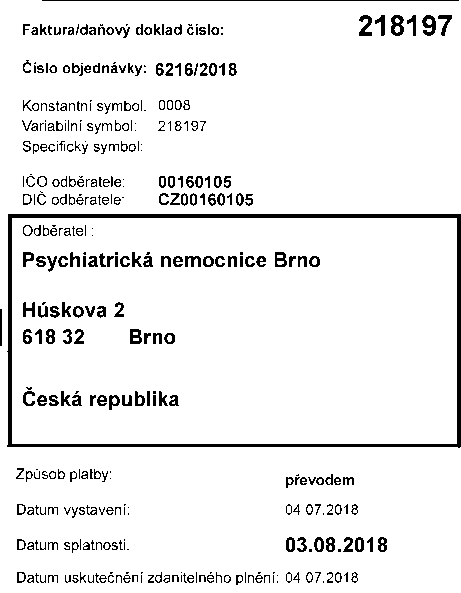 Faktura/daňový doklad číslo: 218197
Číslo objednávky: 6216/2018
Konstantní symbol. 0008
Variabilní symbol: 218197
Specifický symbol:
IČO odběratele: 00160105
DIČ odběratele: CZ00160105
Odběratel :
Psychiatrická nemocnice Brno
Húskova 2
618 32 Brno
Česká republika
Způsob platby: převodem
Datum vystavení: 04 07.2018
Datum splatnosti. 03.08.2018
Datum uskutečnění zdanitelného plnění: 04 07.2018